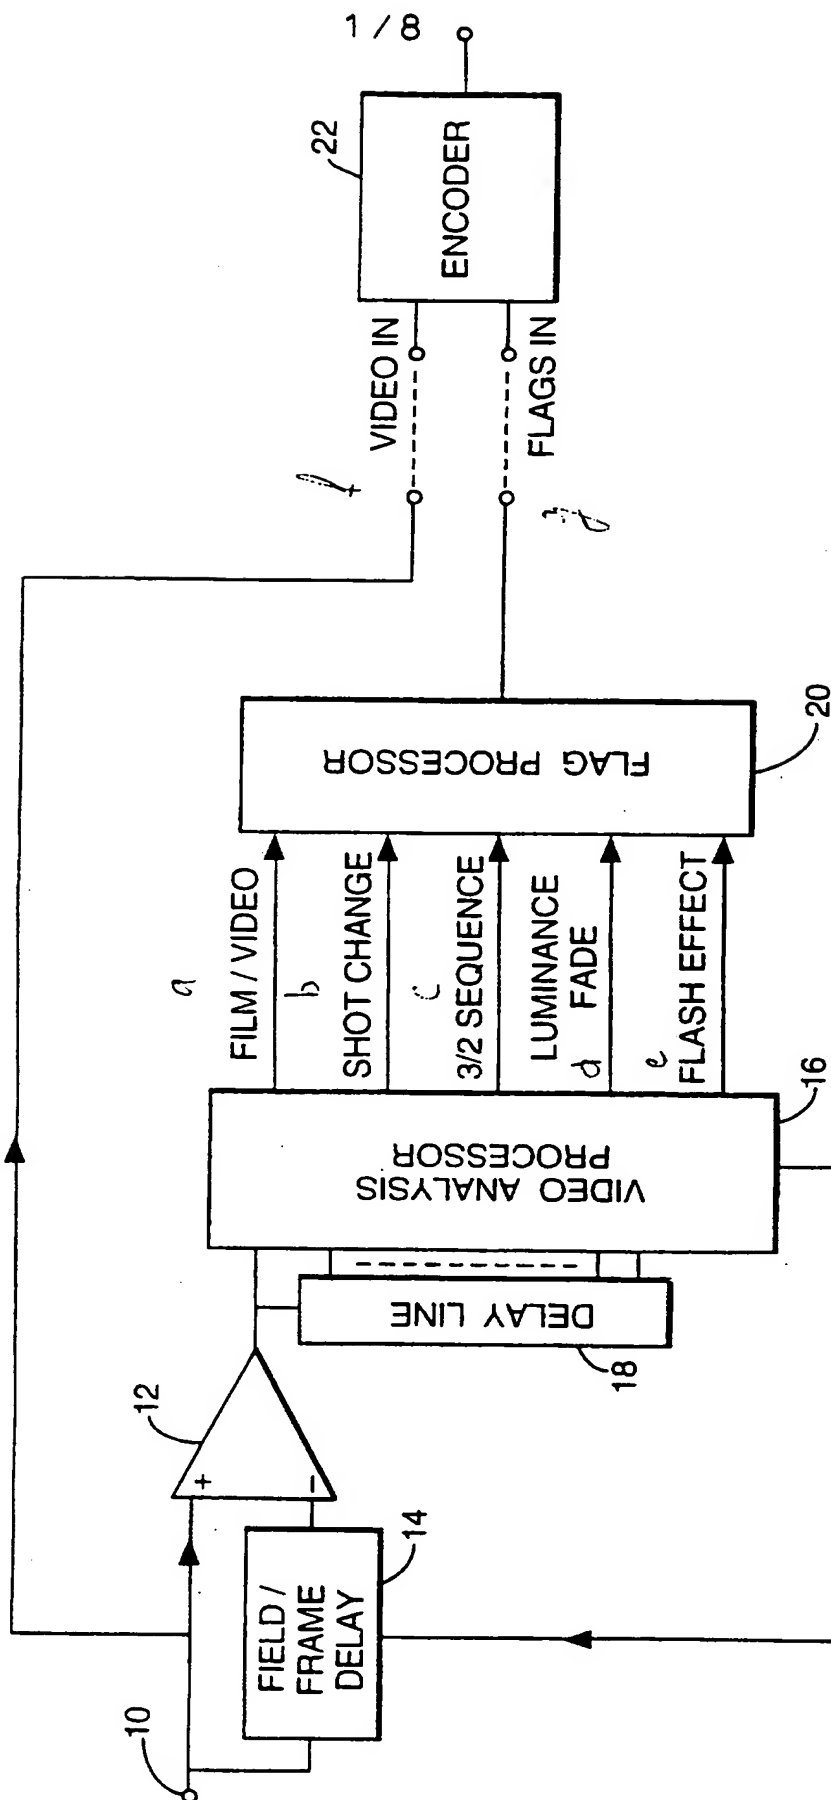 1 / 8
22
ENCODER
VIDEO IN
FLAGS IN
f
20
FLAG PROCESSOR
a
FILM / VIDEO
b
SHOT CHANGE
c
3/2 SEQUENCE
LUMINANCE
d FADE
e
FLASH EFFECT
16
VIDEO ANALYSIS
PROCESSOR
DELAY LINE
18
12
+
−
14
FIELD /
FRAME
DELAY
10